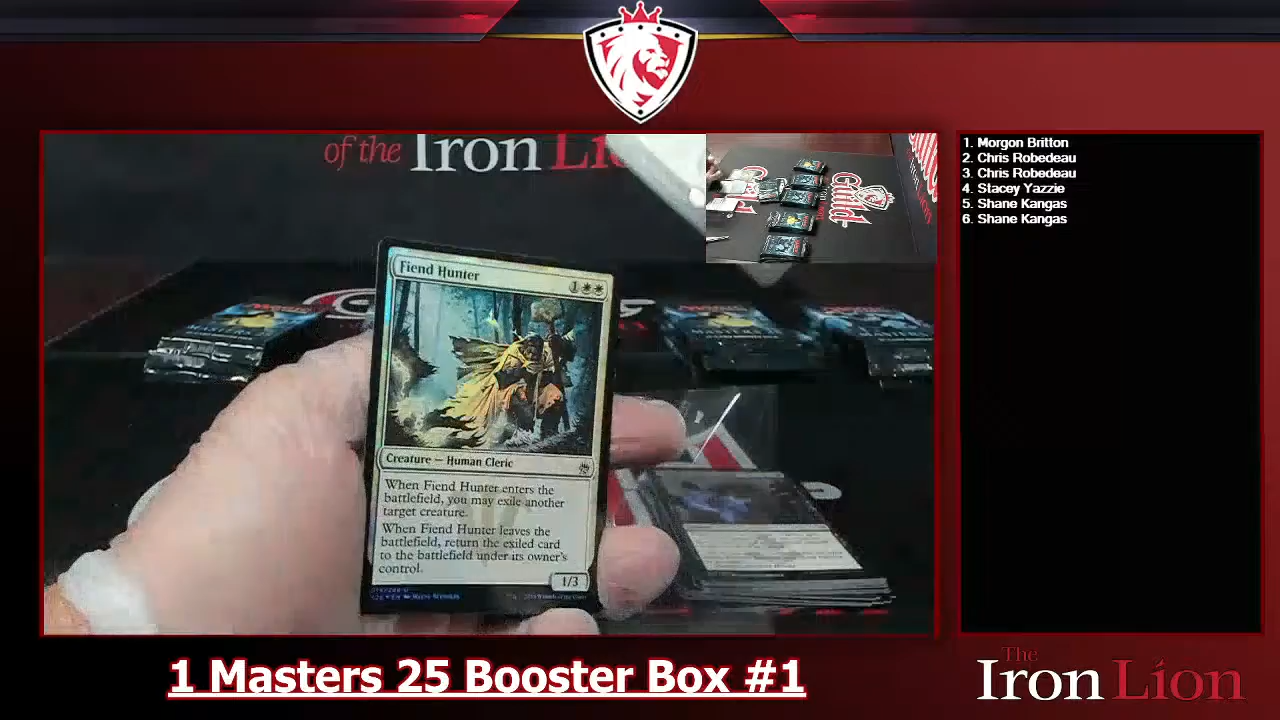 of the Iron Li
1. Morgon Britton
2. Chris Robedeau
3. Chris Robedeau
4. Stacey Yazzie
5. Shane Kangas
6. Shane Kangas
Guild
Fiend Hunter
1
MASTERS
Creature — Human Cleric
When Fiend Hunter enters the
battlefield, you may exile another
target creature.
When Fiend Hunter leaves the
battlefield, return the exiled card
to the battlefield under its owner's
control.
1/3
1 Masters 25 Booster Box #1
The
Iron Lion